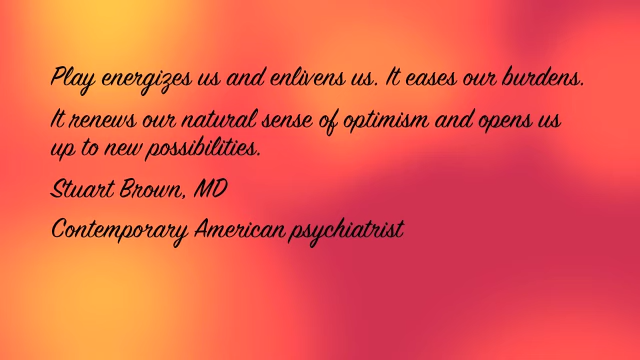 Play energizes us and enlivens us. It eases our burdens.
It renews our natural sense of optimism and opens us
up to new possibilities.
Stuart Brown, MD
Contemporary American psychiatrist